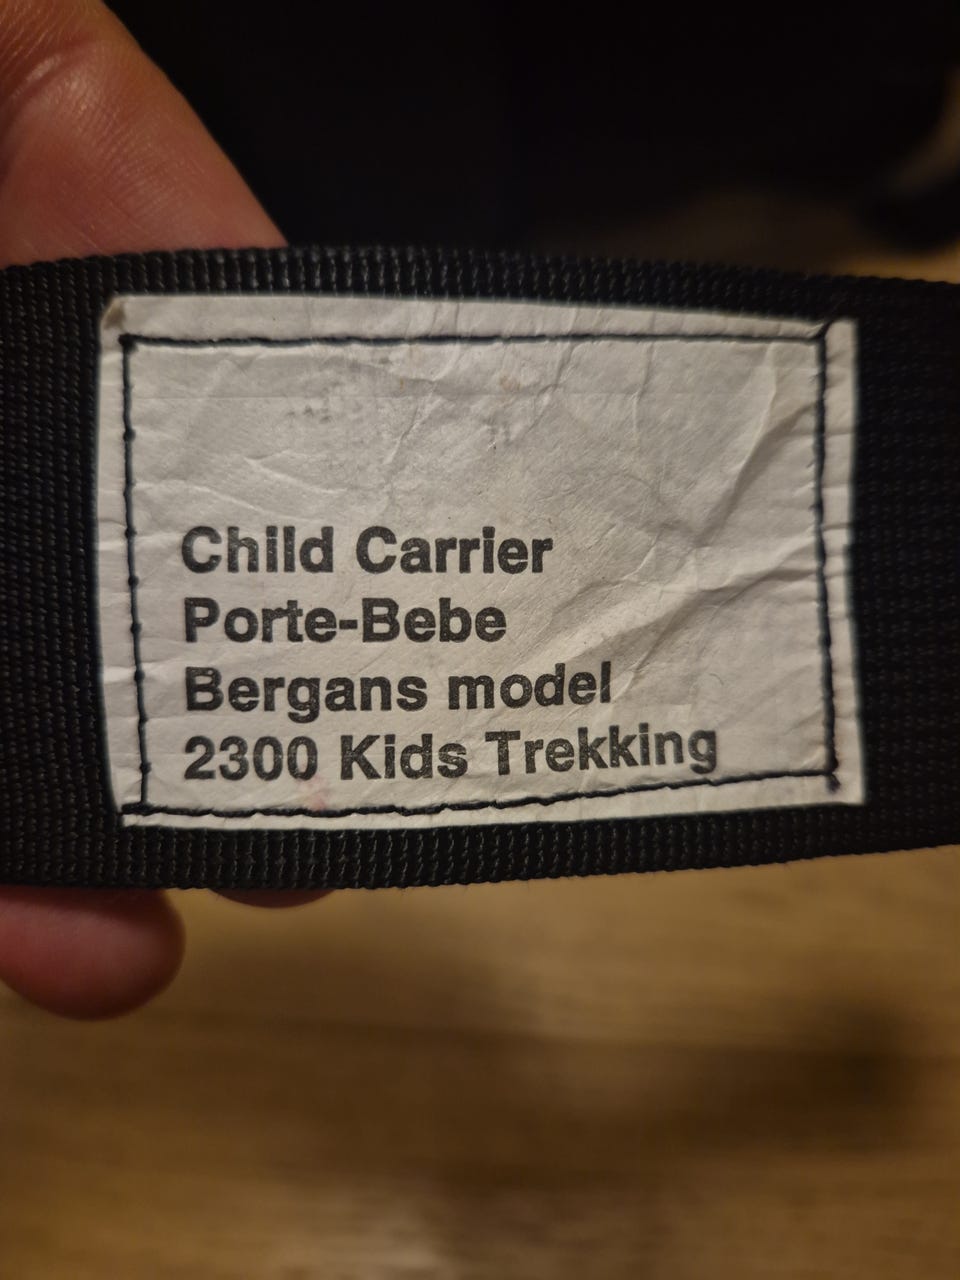 Child Carrier
Porte-Bebe
Bergans model
2300 Kids Trekking